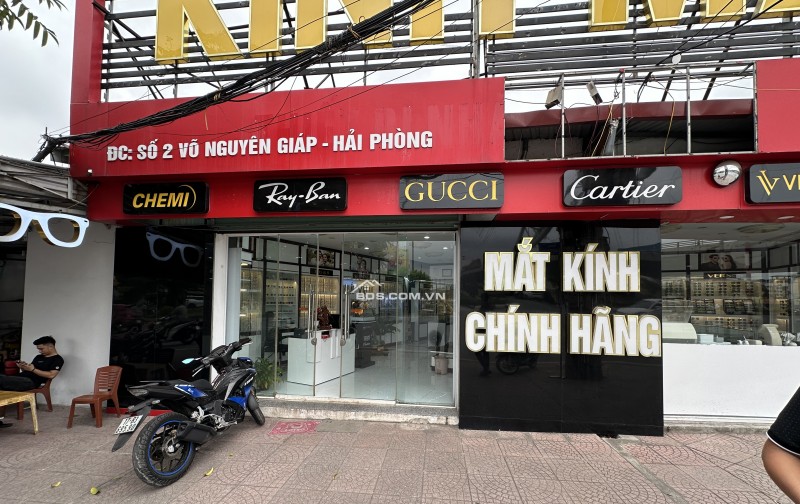 ĐC: SỐ 2 VÕ NGUYÊN GIÁP - HẢI PHÒNG
CHEMI
Ray-Ban
GUCCI
Cartier
MẮT KÍNH
CHÍNH HÃNG
BDS.COM.VN